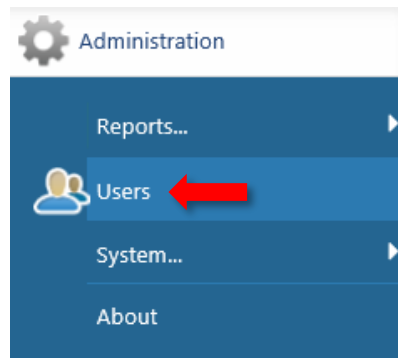 Administration
Reports...
Users
System...
About